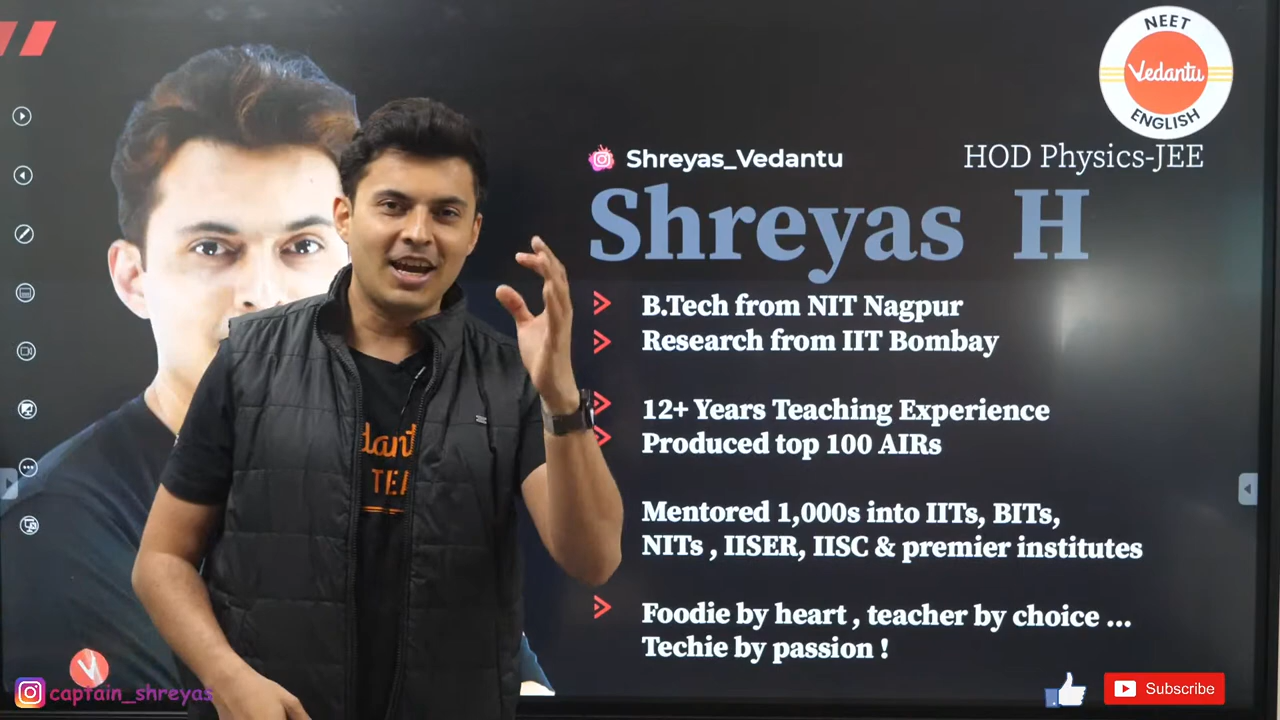 NEET
Vedantu
ENGLISH
Shreyas_Vedantu
HOD Physics-JEE
Shreyas H
B.Tech from NIT Nagpur
Research from IIT Bombay
12+ Years Teaching Experience
Produced top 100 AIRs
Mentored 1,000s into IITs, BITs,
NITs , IISER, IISC & premier institutes
Foodie by heart , teacher by choice ...
Techie by passion !
captain_shreyas
Subscribe